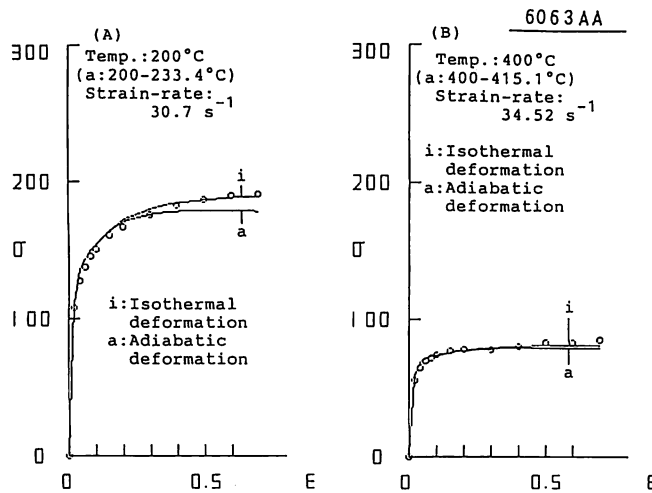 6063AA
(A)
Temp.:200°C
(a:200-233.4°C)
Strain-rate:
30.7 s-1
300
200
σ
100
0
i
a
i:Isothermal
deformation
a:Adiabatic
deformation
0
0.5
E
(B)
Temp.:400°C
(a:400-415.1°C)
Strain-rate:
34.52 s-1
i:Isothermal
deformation
a:Adiabatic
deformation
300
200
σ
100
0
i
a
0
0.5
E